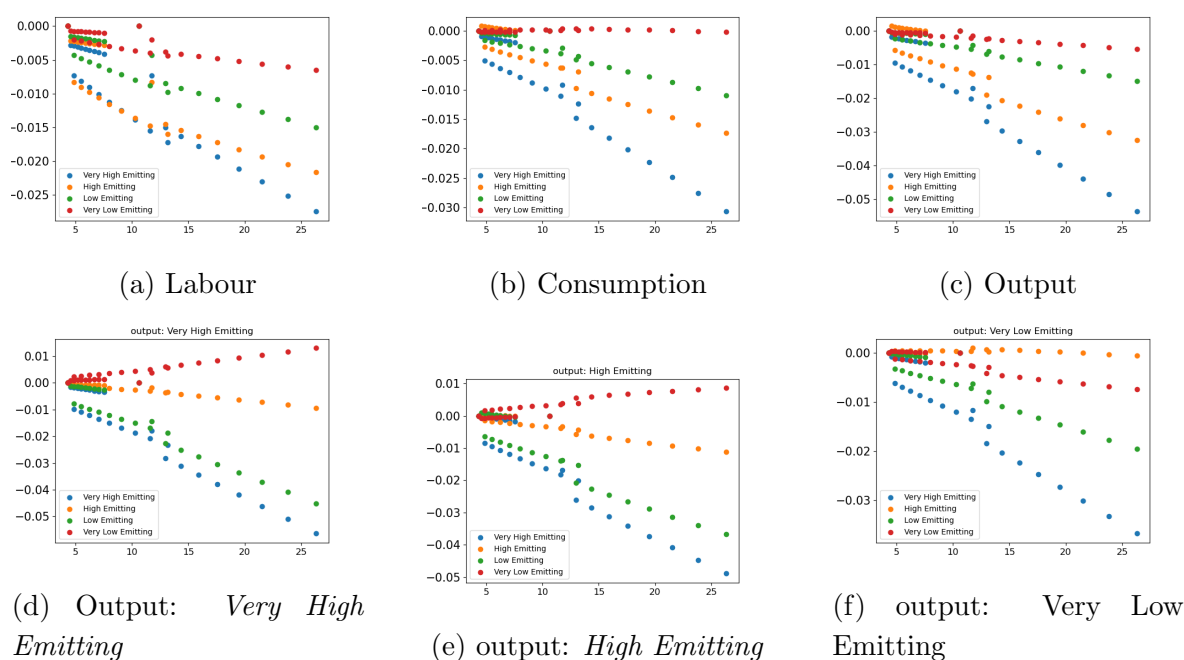 0.000
−0.005
−0.010
−0.015
−0.020
−0.025
5 10 15 20 25
Very High Emitting
High Emitting
Low Emitting
Very Low Emitting
(a) Labour
0.000
−0.005
−0.010
−0.015
−0.020
−0.025
−0.030
5 10 15 20 25
Very High Emitting
High Emitting
Low Emitting
Very Low Emitting
(b) Consumption
0.00
−0.01
−0.02
−0.03
−0.04
−0.05
5 10 15 20 25
Very High Emitting
High Emitting
Low Emitting
Very Low Emitting
(c) Output
output: Very High Emitting
0.01
0.00
−0.01
−0.02
−0.03
−0.04
−0.05
5 10 15 20 25
Very High Emitting
High Emitting
Low Emitting
Very Low Emitting
(d) Output: Very High
Emitting
output: High Emitting
0.01
0.00
−0.01
−0.02
−0.03
−0.04
−0.05
5 10 15 20 25
Very High Emitting
High Emitting
Low Emitting
Very Low Emitting
(e) output: High Emitting
output: Very Low Emitting
0.00
−0.01
−0.02
−0.03
5 10 15 20 25
Very High Emitting
High Emitting
Low Emitting
Very Low Emitting
(f) output: Very Low
Emitting